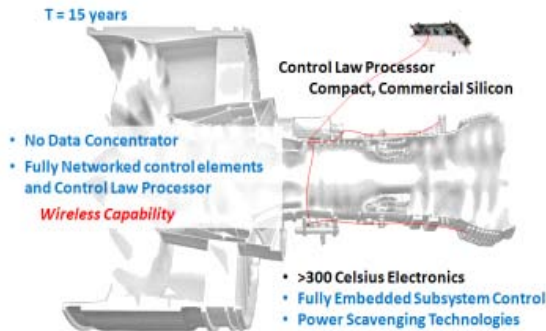 T = 15 years
Control Law Processor
Compact, Commercial Silicon
• No Data Concentrator
• Fully Networked control elements
and Control Law Processor
Wireless Capability
• >300 Celsius Electronics
• Fully Embedded Subsystem Control
• Power Scavenging Technologies